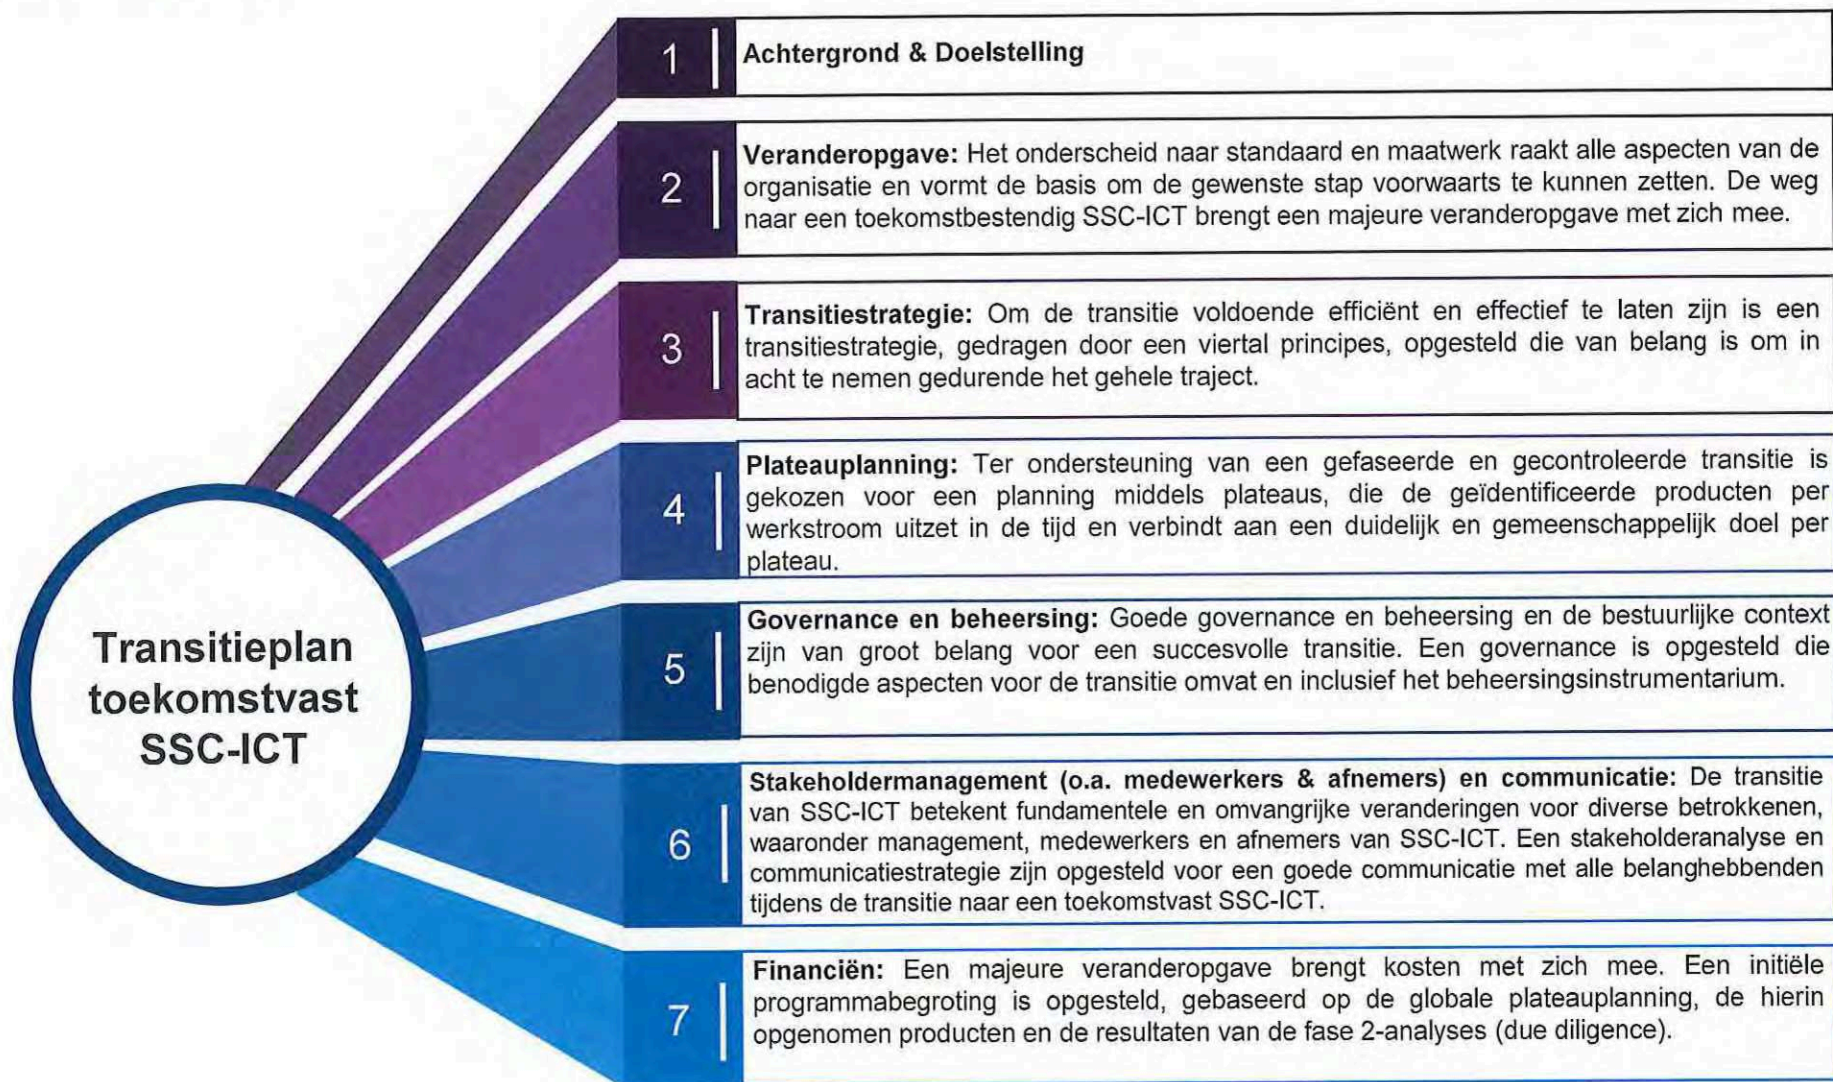 Transitieplan
toekomstvast
SSC-ICT
1
Achtergrond & Doelstelling
2
Veranderopgave: Het onderscheid naar standaard en maatwerk raakt alle aspecten van de
organisatie en vormt de basis om de gewenste stap voorwaarts te kunnen zetten. De weg
naar een toekomstbestendig SSC-ICT brengt een majeure veranderopgave met zich mee.
3
Transitiestrategie: Om de transitie voldoende efficiënt en effectief te laten zijn is een
transitiestrategie, gedragen door een viertal principes, opgesteld die van belang is om in
acht te nemen gedurende het gehele traject.
4
Plateauplanning: Ter ondersteuning van een gefaseerde en gecontroleerde transitie is
gekozen voor een planning middels plateaus, die de geïdentificeerde producten per
werkstroom uitzet in de tijd en verbindt aan een duidelijk en gemeenschappelijk doel per
plateau.
5
Governance en beheersing: Goede governance en beheersing en de bestuurlijke context
zijn van groot belang voor een succesvolle transitie. Een governance is opgesteld die
benodigde aspecten voor de transitie omvat en inclusief het beheersingsinstrumentarium.
6
Stakeholdermanagement (o.a. medewerkers & afnemers) en communicatie: De transitie
van SSC-ICT betekent fundamentele en omvangrijke veranderingen voor diverse betrokkenen,
waaronder management, medewerkers en afnemers van SSC-ICT. Een stakeholderanalyse en
communicatiestrategie zijn opgesteld voor een goede communicatie met alle belanghebbenden
tijdens de transitie naar een toekomstvast SSC-ICT.
7
Financiën: Een majeure veranderopgave brengt kosten met zich mee. Een initiële
programmabegroting is opgesteld, gebaseerd op de globale plateauplanning, de hierin
opgenomen producten en de resultaten van de fase 2-analyses (due diligence).